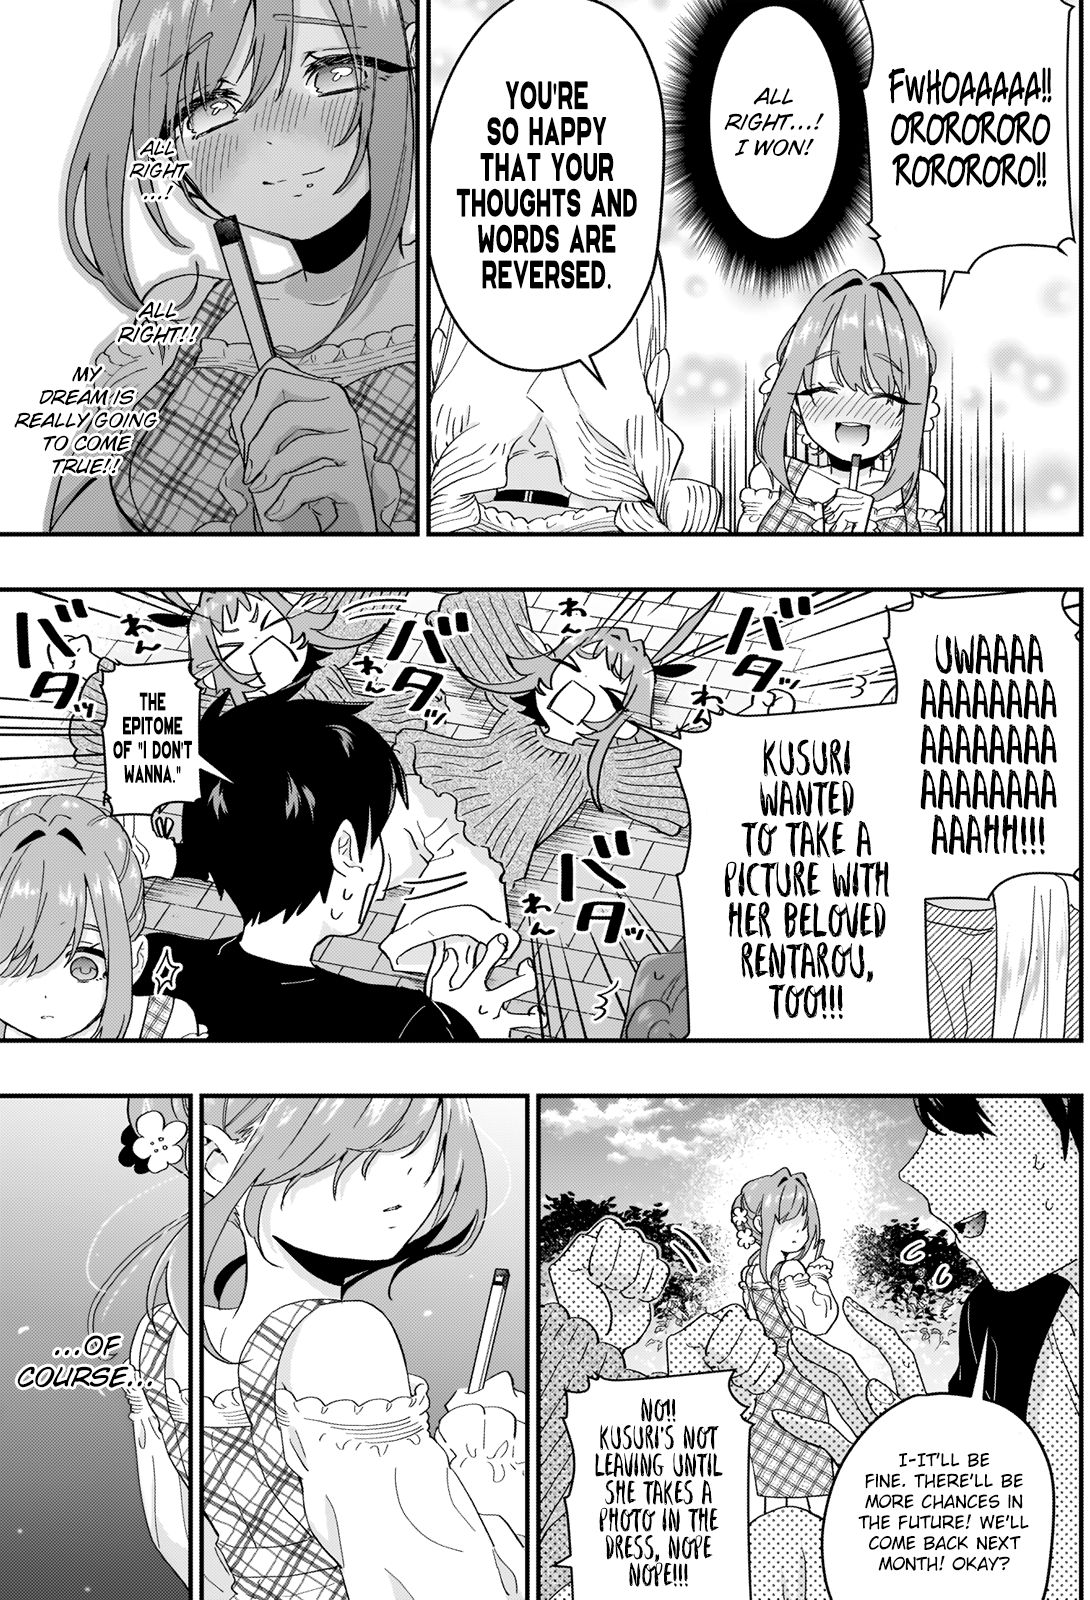 FWHOAAAAA!!
ORORORORO
RORORORO!!
ALL
RIGHT...!
I WON!
YOU'RE
SO HAPPY
THAT YOUR
THOUGHTS AND
WORDS ARE
REVERSED.
ALL
RIGHT
...!
ALL
RIGHT!!
MY
DREAM IS
REALLY GOING
TO COME
TRUE!!
UWAAAA
AAAAAAAA
AAAAAAAA
AAAAAAAA
AAAHH!!!
KUSURI
WANTED
TO TAKE A
PICTURE WITH
HER BELOVED
RENTAROU,
TOO!!!
バタッ
わん
バタッ
わん
バタッ
わん
バタッ
わん
THE
EPITOME
OF "I DON'T
WANNA."
I-IT'LL BE
FINE. THERE'LL BE
MORE CHANCES IN
THE FUTURE! WE'LL
COME BACK NEXT
MONTH! OKAY?
NO!!
KUSURI'S NOT
LEAVING UNTIL
SHE TAKES A
PHOTO IN THE
DRESS, NOPE
NOPE!!!
...OF
COURSE...